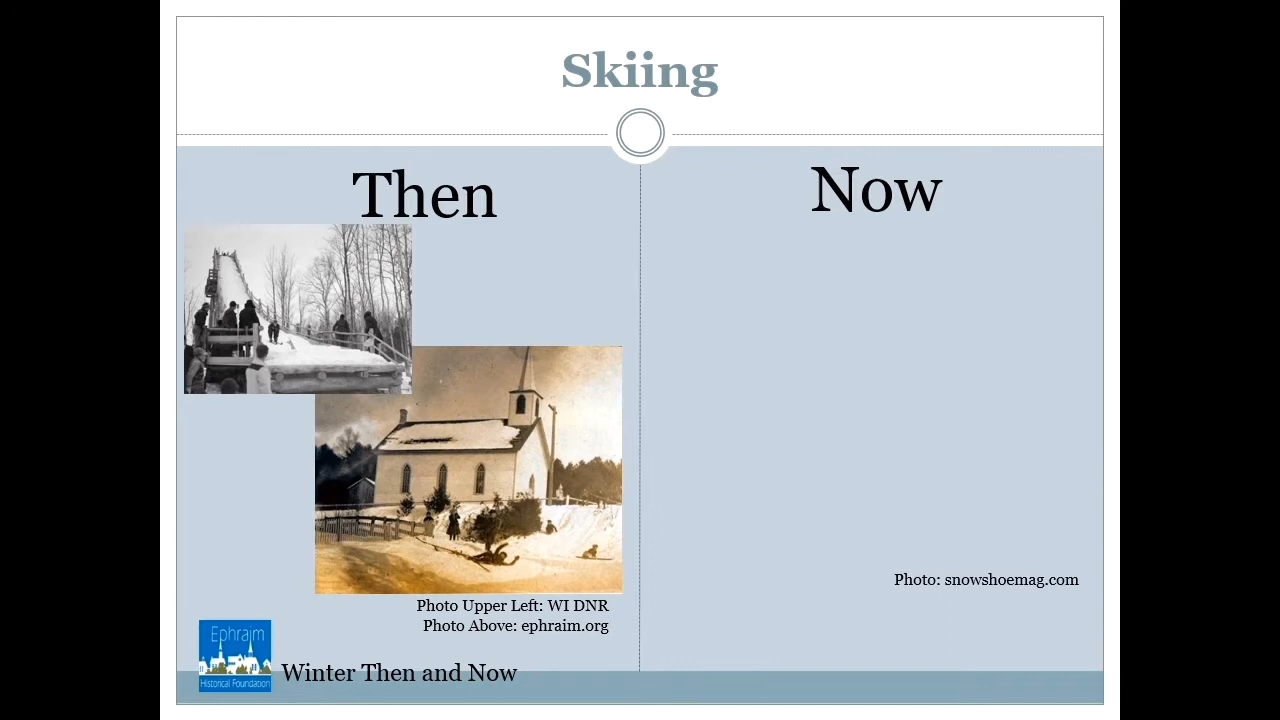 Skiing
Then
Now
Photo: snowshoemag.com
Photo Upper Left: WI DNR
Photo Above: ephraim.org
Ephraim
Historical Foundation
Winter Then and Now